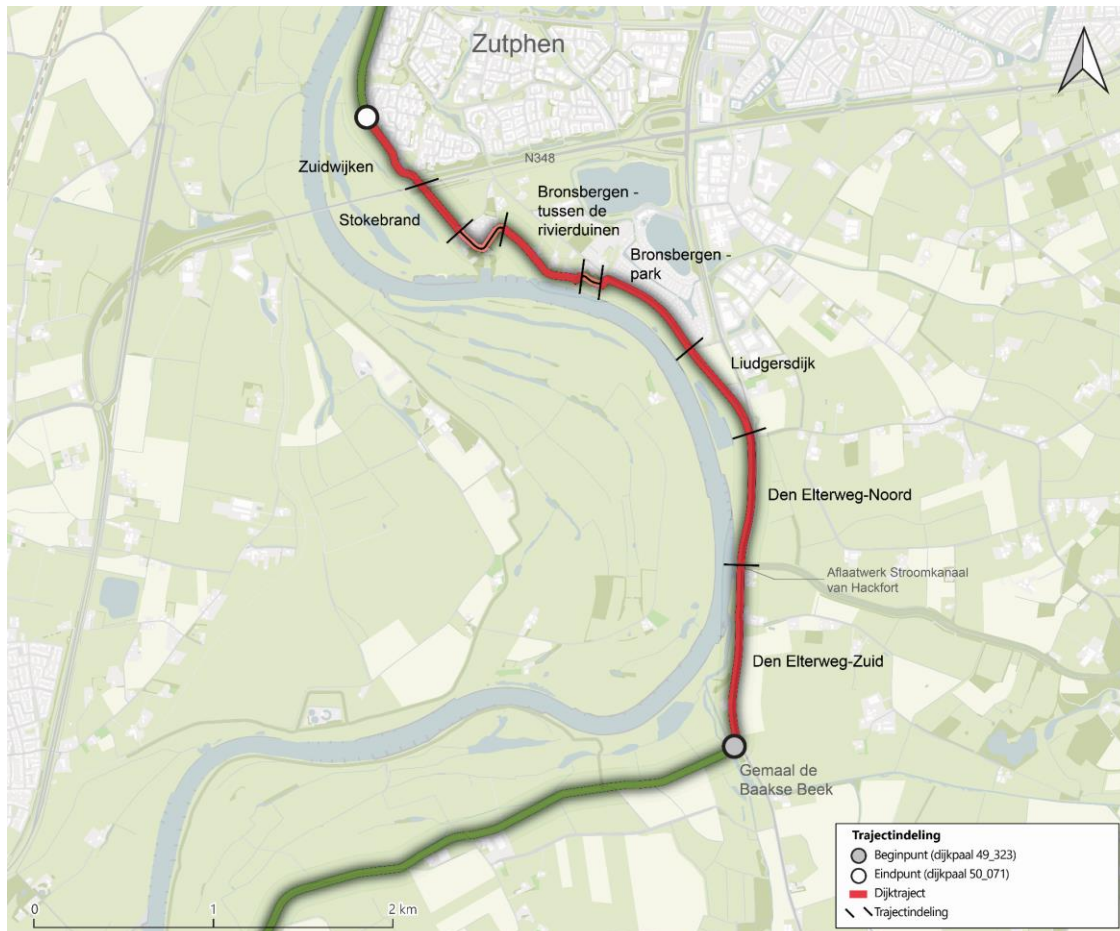 Zutphen
Zuidwijken
N348
Stokebrand
Bronsbergen -
tussen de
rivierduinen
Bronsbergen -
park
Liudgersdijk
Den Elterweg-Noord
Aflaatwerk Stroomkanaal
van Hackfort
Den Elterweg-Zuid
Gemaal de
Baakse Beek
Trajectindeling
Beginpunt (dijkpaal 49_323)
Eindpunt (dijkpaal 50_071)
Dijktraject
Trajectindeling
0 1 2 km